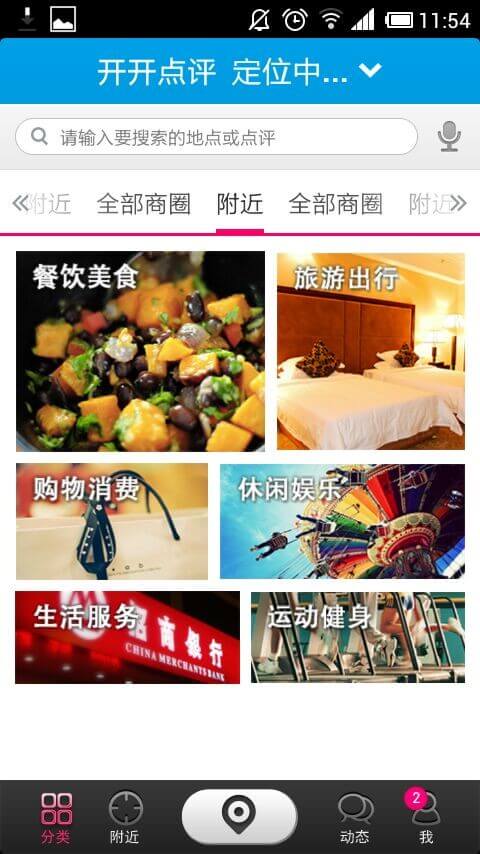 11:54
开开点评 定位中...
请输入要搜索的地点或点评
附近 全部商圈 附近 全部商圈 附近
餐饮美食
旅游出行
购物消费
休闲娱乐
生活服务
招商银行
CHINA MERCHANTS BANK
运动健身
2
分类 附近 动态 我